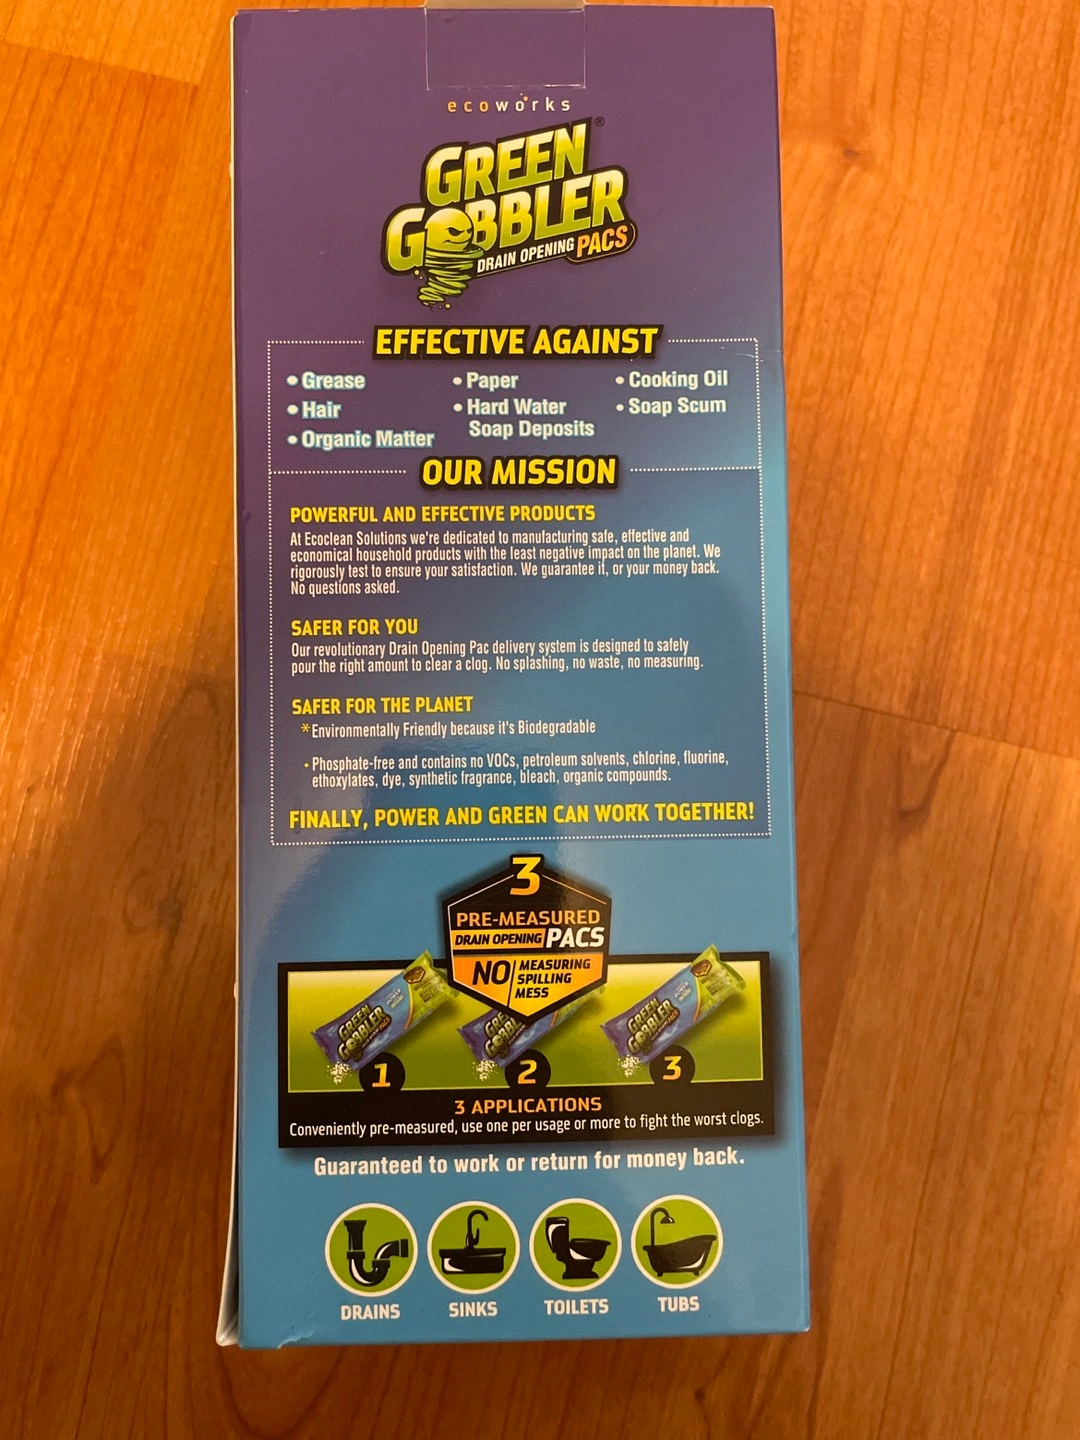 ecoworks
GREEN®
GOBBLER
DRAIN OPENING PACS
EFFECTIVE AGAINST
• Grease
• Hair
• Organic Matter
• Paper
• Hard Water
Soap Deposits
• Cooking Oil
• Soap Scum
OUR MISSION
POWERFUL AND EFFECTIVE PRODUCTS
At Ecoclean Solutions we're dedicated to manufacturing safe, effective and
economical household products with the least negative impact on the planet. We
rigorously test to ensure your satisfaction. We guarantee it, or your money back.
No questions asked.
SAFER FOR YOU
Our revolutionary Drain Opening Pac delivery system is designed to safely
pour the right amount to clear a clog. No splashing, no waste, no measuring.
SAFER FOR THE PLANET
*Environmentally Friendly because it's Biodegradable
• Phosphate-free and contains no VOCs, petroleum solvents, chlorine, fluorine,
ethoxylates, dye, synthetic fragrance, bleach, organic compounds.
FINALLY, POWER AND GREEN CAN WORK TOGETHER!
3
PRE-MEASURED
DRAIN OPENING PACS
NO MEASURING
SPILLING
MESS
GREEN
GOBBLER
GREEN
GOBBLER
1
2
3
3 APPLICATIONS
Conveniently pre-measured, use one per usage or more to fight the worst clogs.
Guaranteed to work or return for money back.
DRAINS
SINKS
TOILETS
TUBS